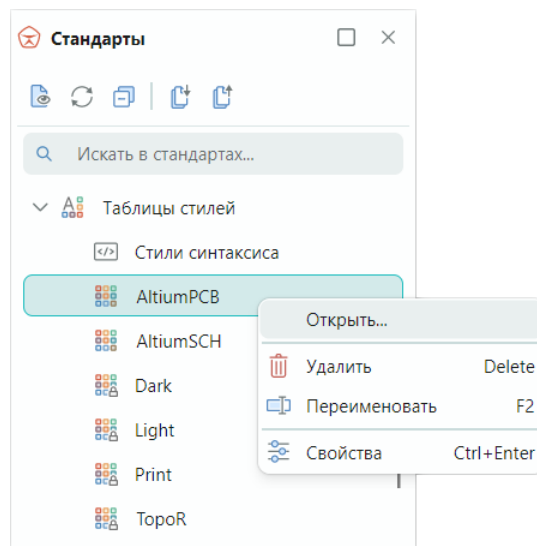 Стандарты
Искать в стандартах...
Таблицы стилей
Стили синтаксиса
AltiumPCB
Открыть...
AltiumSCH
Удалить Delete
Dark
Переименовать F2
Light
Свойства Ctrl+Enter
Print
TopoR